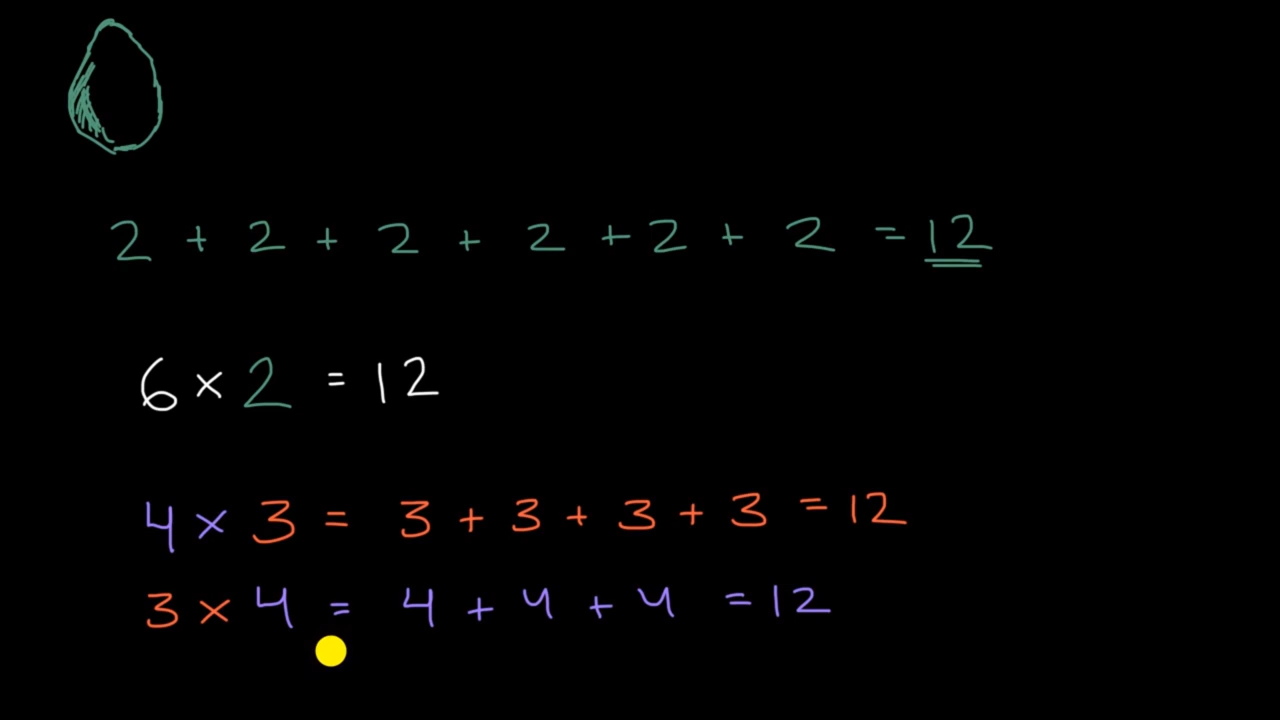 2 + 2 + 2 + 2 + 2 + 2 = 12
6 × 2 = 12
4 × 3 = 3 + 3 + 3 + 3 = 12
3 × 4 = 4 + 4 + 4 = 12